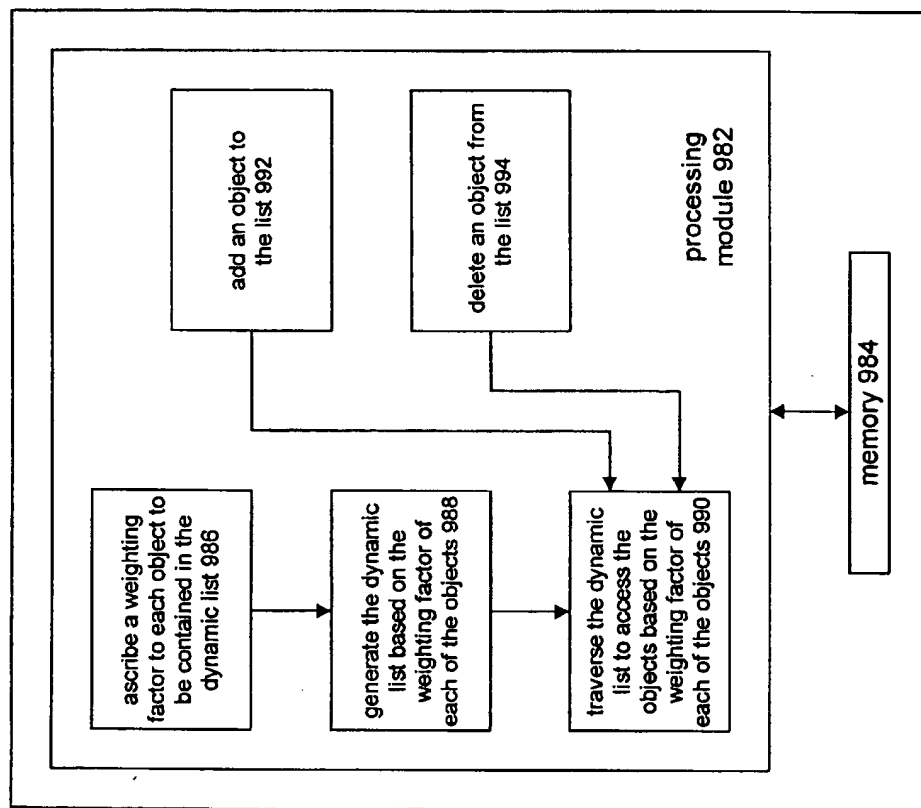 ascribe a weighting
factor to each object to
be contained in the
dynamic list 986
generate the dynamic
list based on the
weighting factor of
each of the objects 988
traverse the dynamic
list to access the
objects based on the
weighting factor of
each of the objects 990
add an object to
the list 992
delete an object from
the list 994
processing
module 982
memory 984